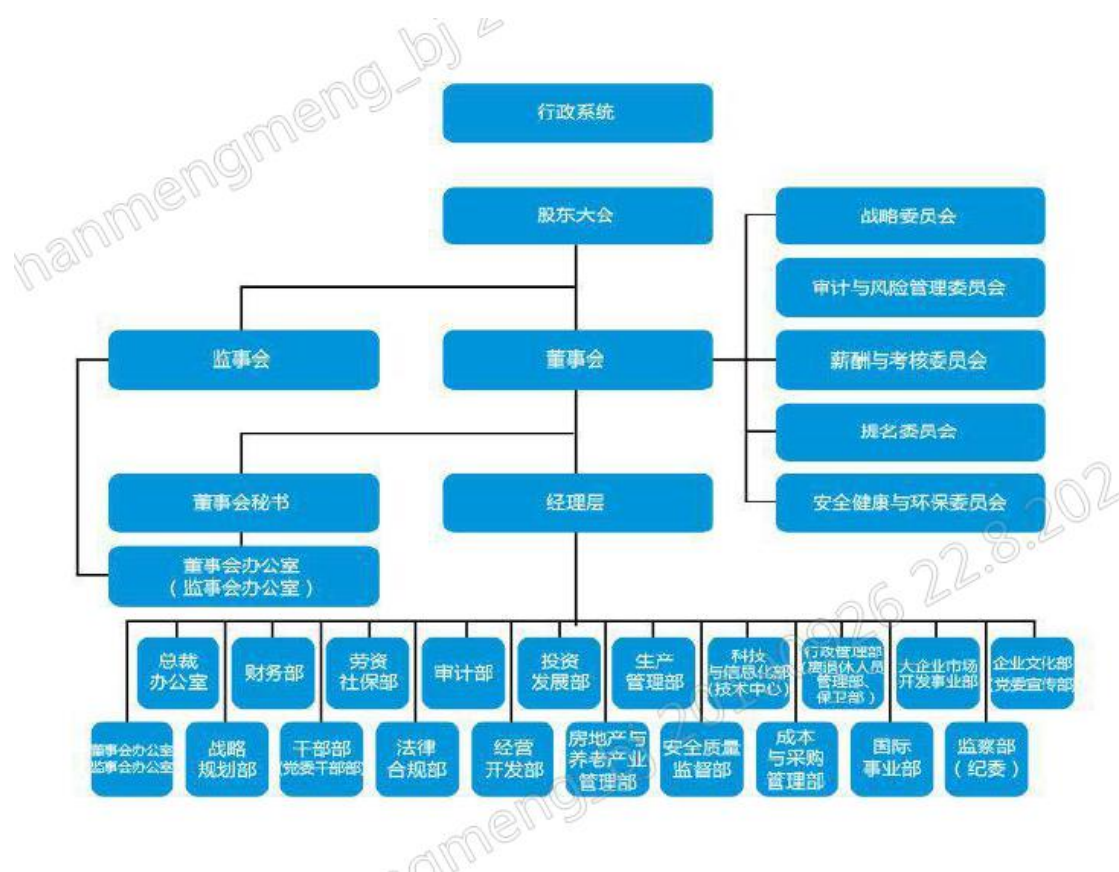 hanmengmeng_bj 2
行政系统
股东大会
战略委员会
审计与风险管理委员会
监事会
董事会
薪酬与考核委员会
提名委员会
董事会秘书
经理层
安全健康与环保委员会
董事会办公室
（监事会办公室）
总裁
办公室
财务部
劳资
社保部
审计部
投资
发展部
生产
管理部
科技
与信息化部
（技术中心）
行政管理部
（离退休人员
管理部、
保卫部）
大企业市场
开发事业部
企业文化部
（党委宣传部）
董事会办公室
监事会办公室
战略
规划部
干部部
（党委干部部）
法律
合规部
经营
开发部
房地产与
养老产业
管理部
安全质量
监督部
成本
与采购
管理部
国际
事业部
监察部
（纪委）